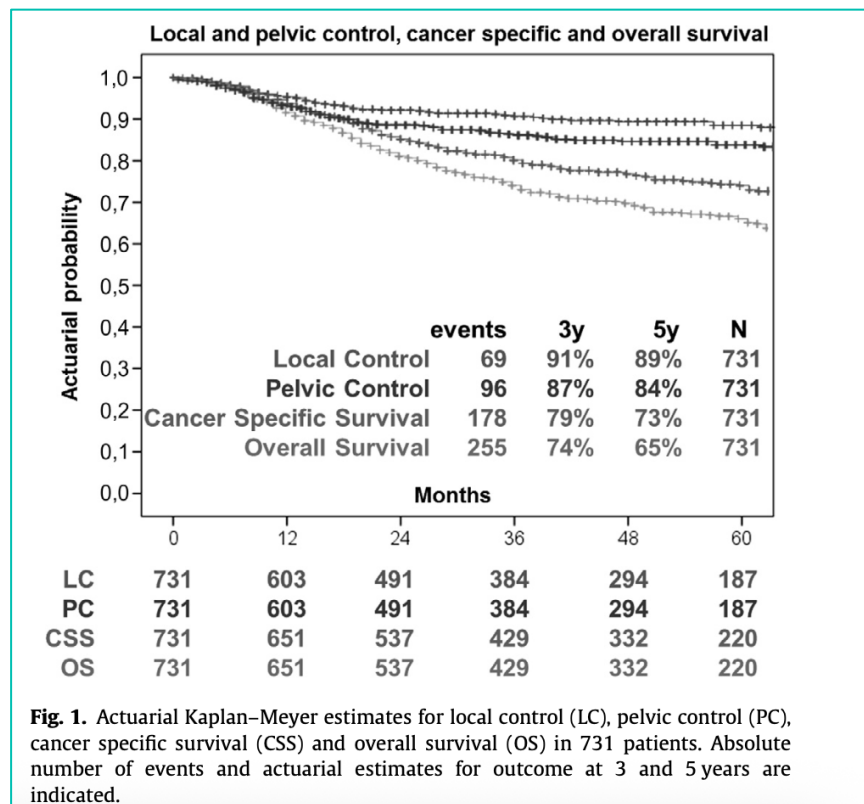 Local and pelvic control, cancer specific and overall survival
Actuarial probability
1,0
0,9
0,8
0,7
0,6
0,5
0,4
0,3
0,2
0,1
0,0
events 3y 5y N
Local Control 69 91% 89% 731
Pelvic Control 96 87% 84% 731
Cancer Specific Survival 178 79% 73% 731
Overall Survival 255 74% 65% 731
Months
0 12 24 36 48 60
LC 731 603 491 384 294 187
PC 731 603 491 384 294 187
CSS 731 651 537 429 332 220
OS 731 651 537 429 332 220
Fig. 1. Actuarial Kaplan–Meyer estimates for local control (LC), pelvic control (PC),
cancer specific survival (CSS) and overall survival (OS) in 731 patients. Absolute
number of events and actuarial estimates for outcome at 3 and 5 years are
indicated.